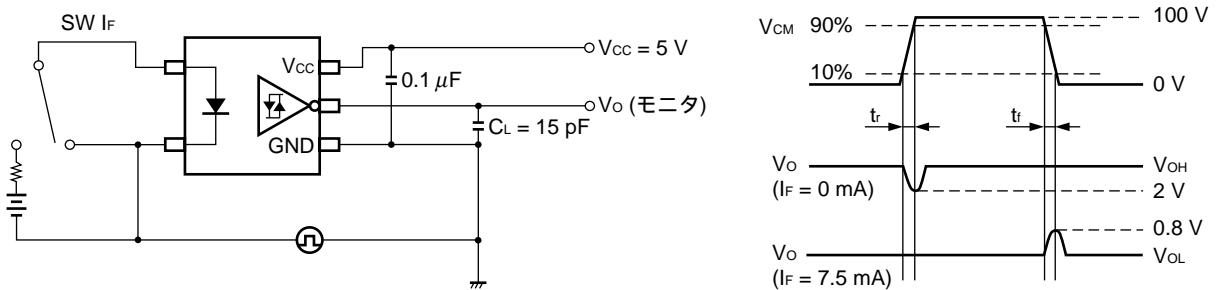 SW IF
VCC
GND
VCC = 5 V
0.1 μF
VO (モニタ)
CL = 15 pF
VCM
90%
10%
100 V
0 V
tr
tf
VO
(IF = 0 mA)
VOH
2 V
0.8 V
VO
(IF = 7.5 mA)
VOL